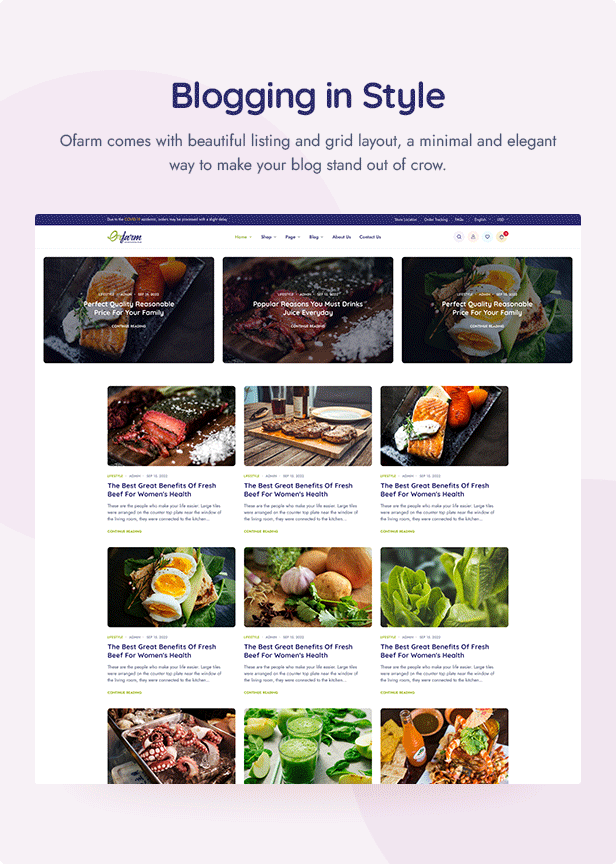 Blogging in Style
Ofarm comes with beautiful listing and grid layout, a minimal and elegant
way to make your blog stand out of crow.
Due to the COVID 19 epidemic, orders may be processed with a slight delay
Store Location Order Tracking FAQs English USD
Ofarm
Home Shop Page Blog About Us Contact Us
LIFESTYLE ADMIN SEP 15, 2022
Perfect Quality Reasonable
Price For Your Family
CONTINUE READING
LIFESTYLE ADMIN SEP 15, 2022
Popular Reasons You Must Drinks
Juice Everyday
CONTINUE READING
LIFESTYLE ADMIN SEP 15, 2022
Perfect Quality Reasonable
Price For Your Family
CONTINUE READING
LIFESTYLE ADMIN SEP 15, 2022
The Best Great Benefits Of Fresh
Beef For Women's Health
These are the people who make your life easier. Large tiles
were arranged on the counter top plate near the window of
the living room, they were connected to the kitchen...
CONTINUE READING
LIFESTYLE ADMIN SEP 15, 2022
The Best Great Benefits Of Fresh
Beef For Women's Health
These are the people who make your life easier. Large tiles
were arranged on the counter top plate near the window of
the living room, they were connected to the kitchen...
CONTINUE READING
LIFESTYLE ADMIN SEP 15, 2022
The Best Great Benefits Of Fresh
Beef For Women's Health
These are the people who make your life easier. Large tiles
were arranged on the counter top plate near the window of
the living room, they were connected to the kitchen...
CONTINUE READING
LIFESTYLE ADMIN SEP 15, 2022
The Best Great Benefits Of Fresh
Beef For Women's Health
These are the people who make your life easier. Large tiles
were arranged on the counter top plate near the window of
the living room, they were connected to the kitchen...
CONTINUE READING
LIFESTYLE ADMIN SEP 15, 2022
The Best Great Benefits Of Fresh
Beef For Women's Health
These are the people who make your life easier. Large tiles
were arranged on the counter top plate near the window of
the living room, they were connected to the kitchen...
CONTINUE READING
LIFESTYLE ADMIN SEP 15, 2022
The Best Great Benefits Of Fresh
Beef For Women's Health
These are the people who make your life easier. Large tiles
were arranged on the counter top plate near the window of
the living room, they were connected to the kitchen...
CONTINUE READING